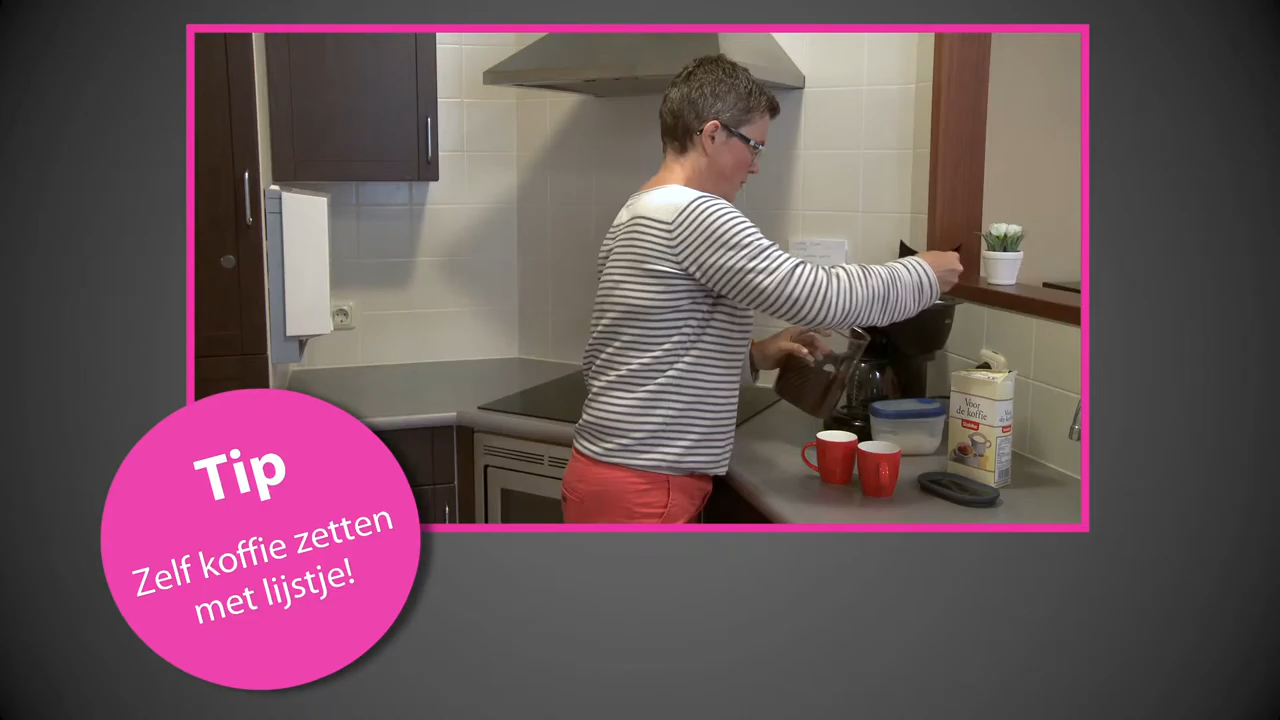 Tip
Zelf koffie zetten
met lijstje!
Voor
de koffie